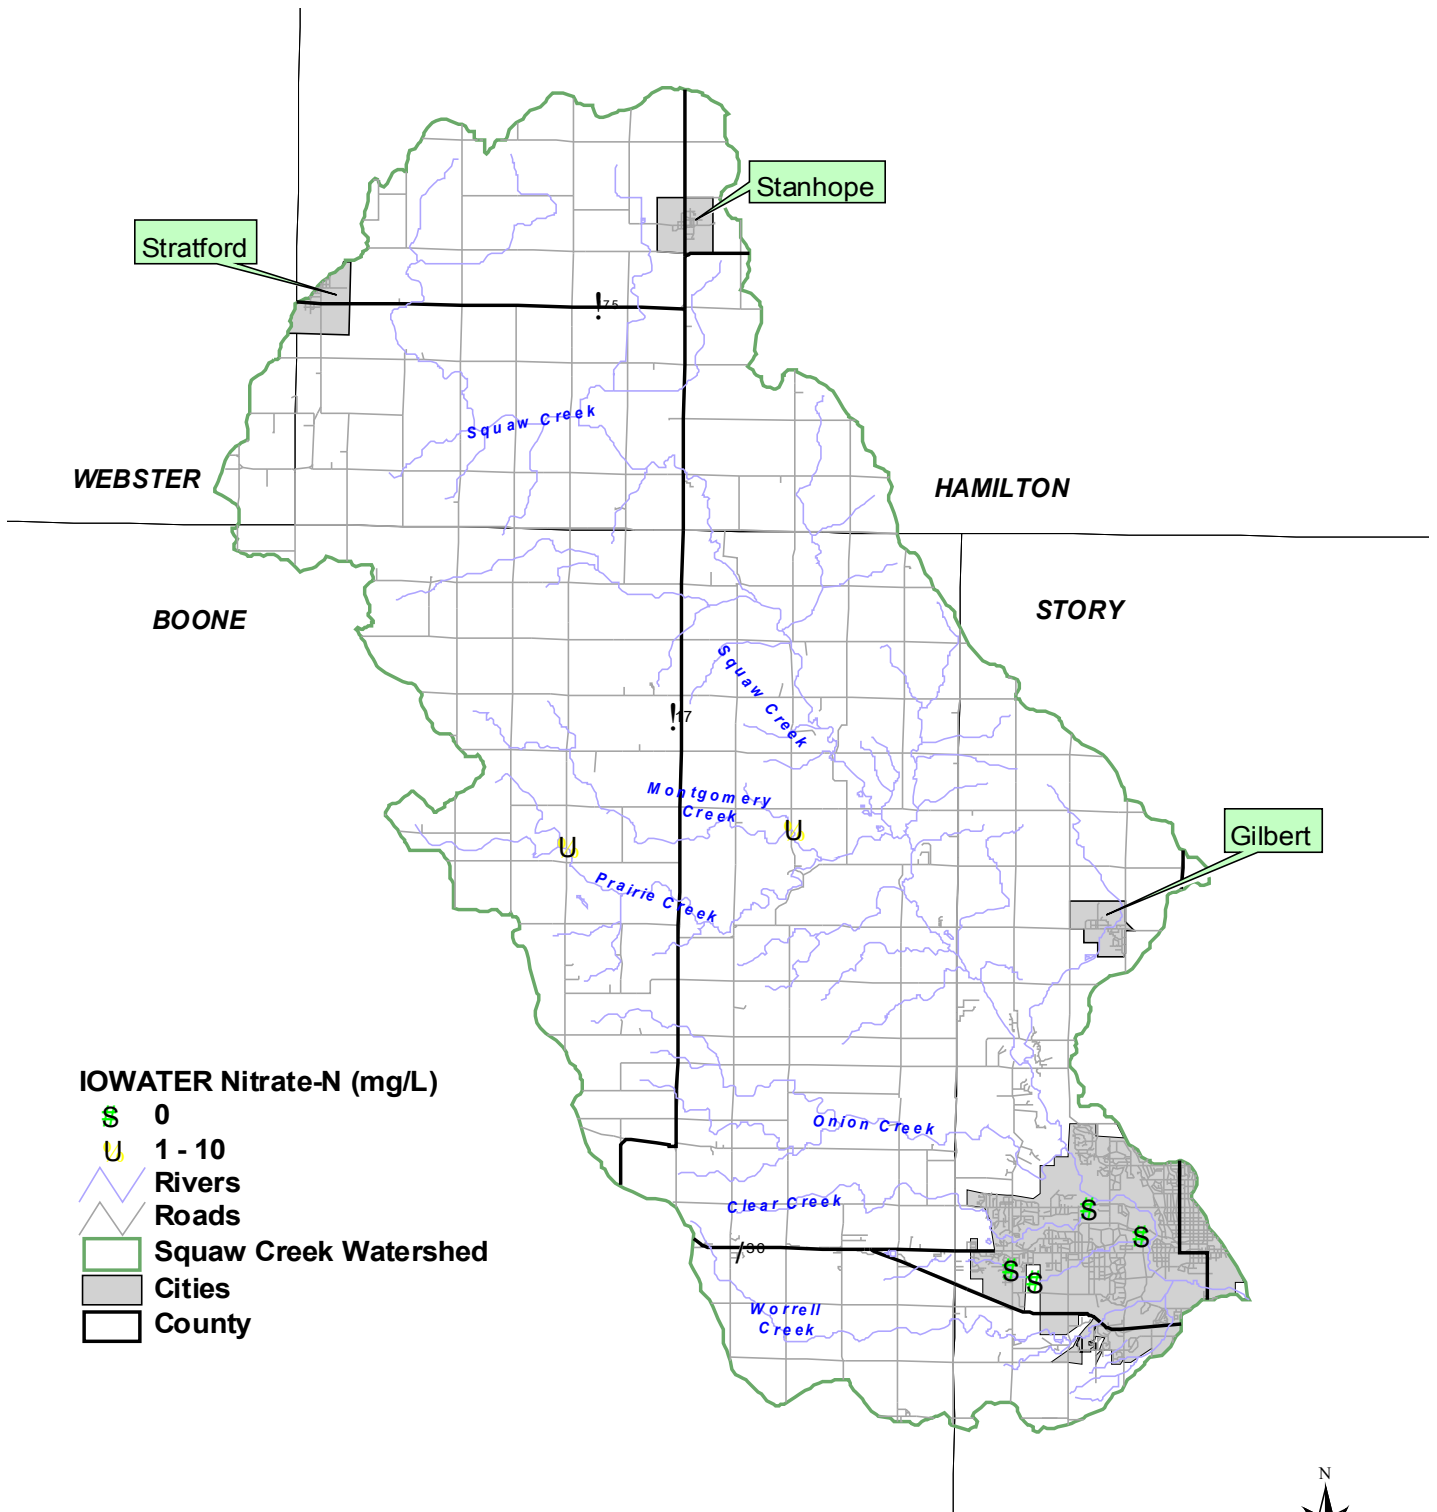 Stanhope
Stratford
! 75
Squaw Creek
WEBSTER
HAMILTON
BOONE
STORY
Squaw Creek
! 17
Montgomery
Creek
U
U
Gilbert
Prairie Creek
IOWATER Nitrate-N (mg/L)
S 0
U 1 - 10
Rivers
Roads
Squaw Creek Watershed
Cities
County
Onion Creek
Clear Creek
S
S
/ 30
S
S
Worrell
Creek
N